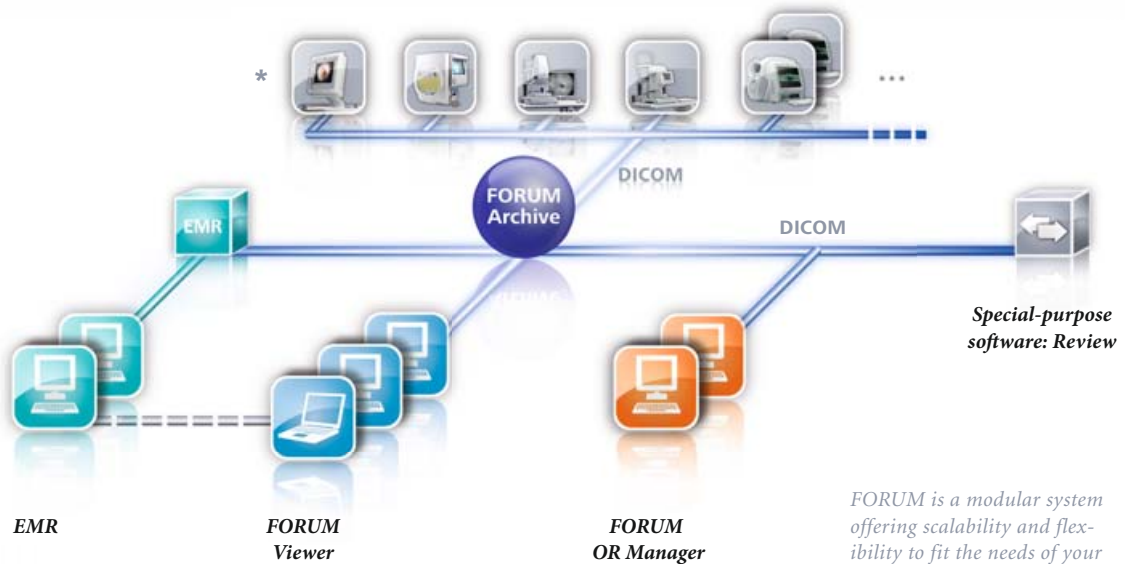 *
...
DICOM
FORUM
Archive
EMR
DICOM
Special-purpose
software: Review
EMR
FORUM
Viewer
FORUM
OR Manager
FORUM is a modular system
offering scalability and flex-
ibility to fit the needs of your